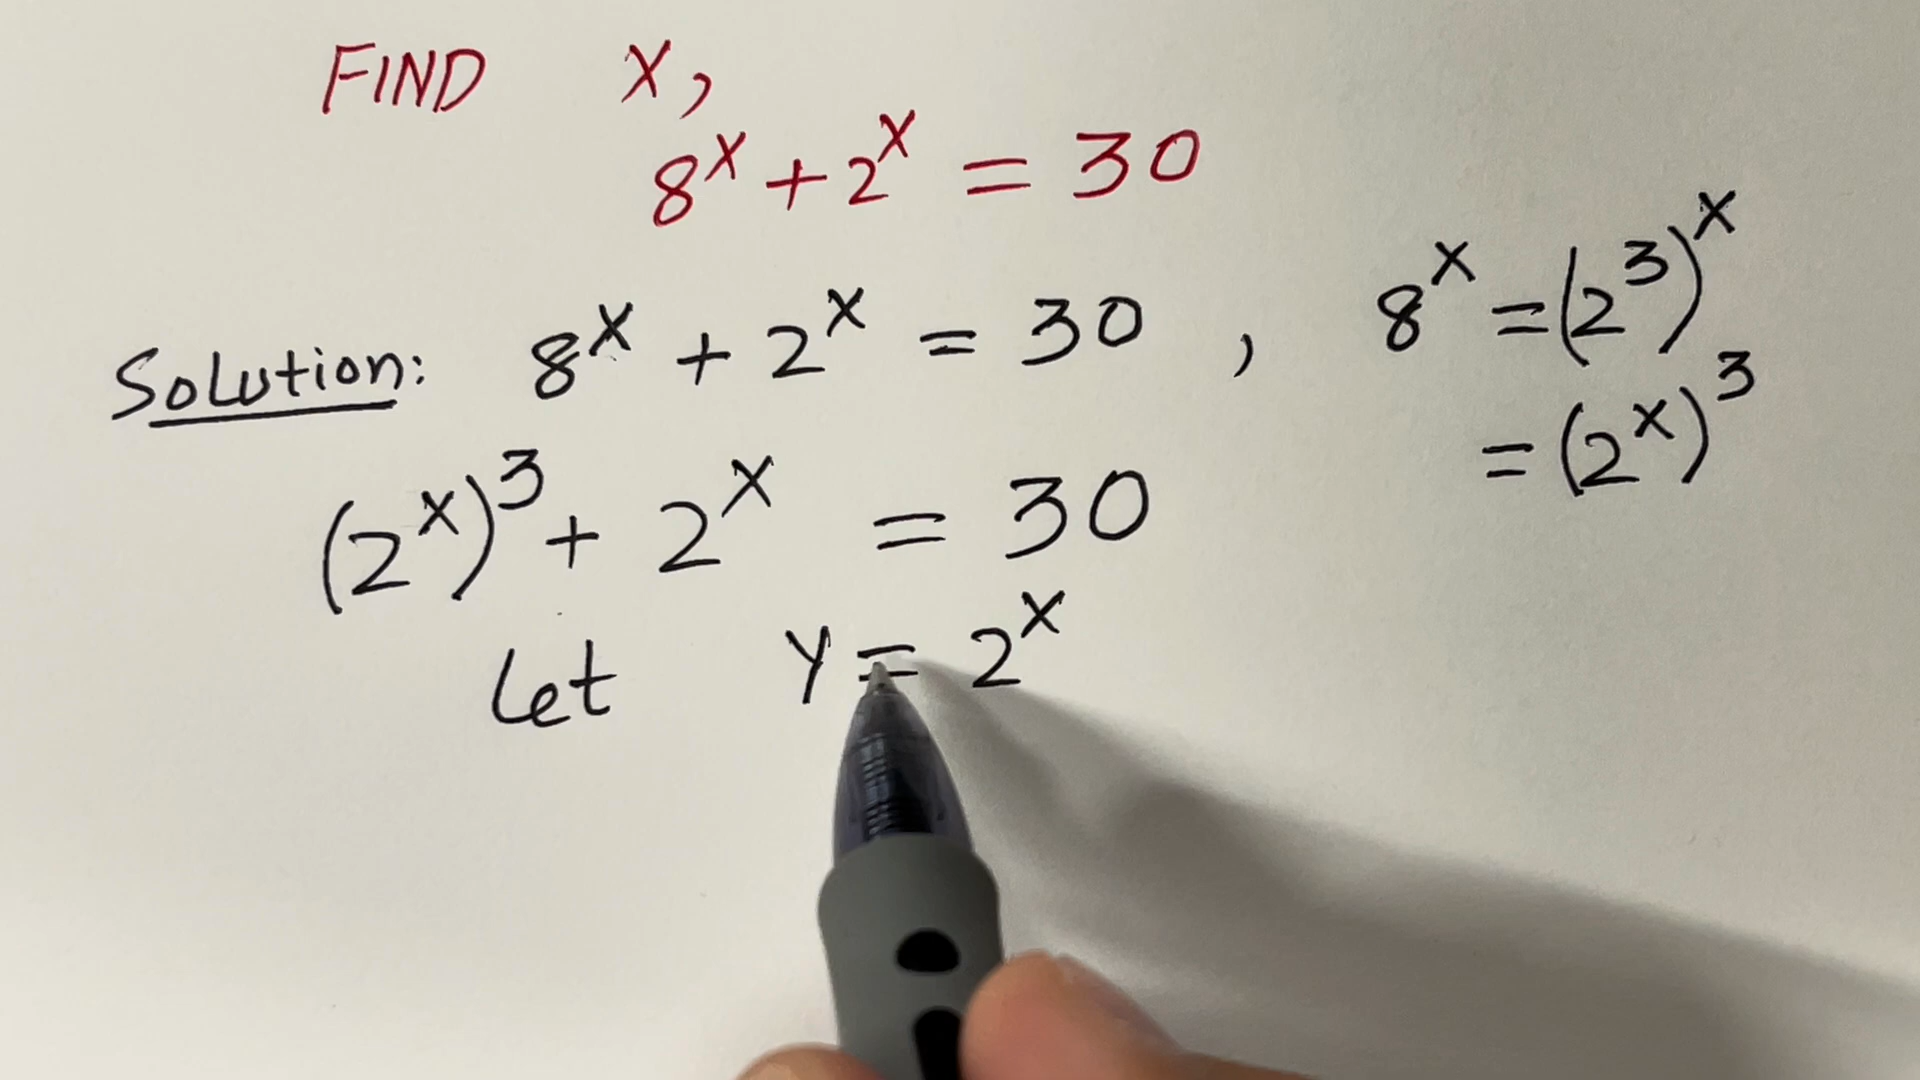 FIND x,
8^x + 2^x = 30
Solution: 8^x + 2^x = 30 , 8^x = (2^3)^x
= (2^x)^3
(2^x)^3 + 2^x = 30
Let y = 2^x